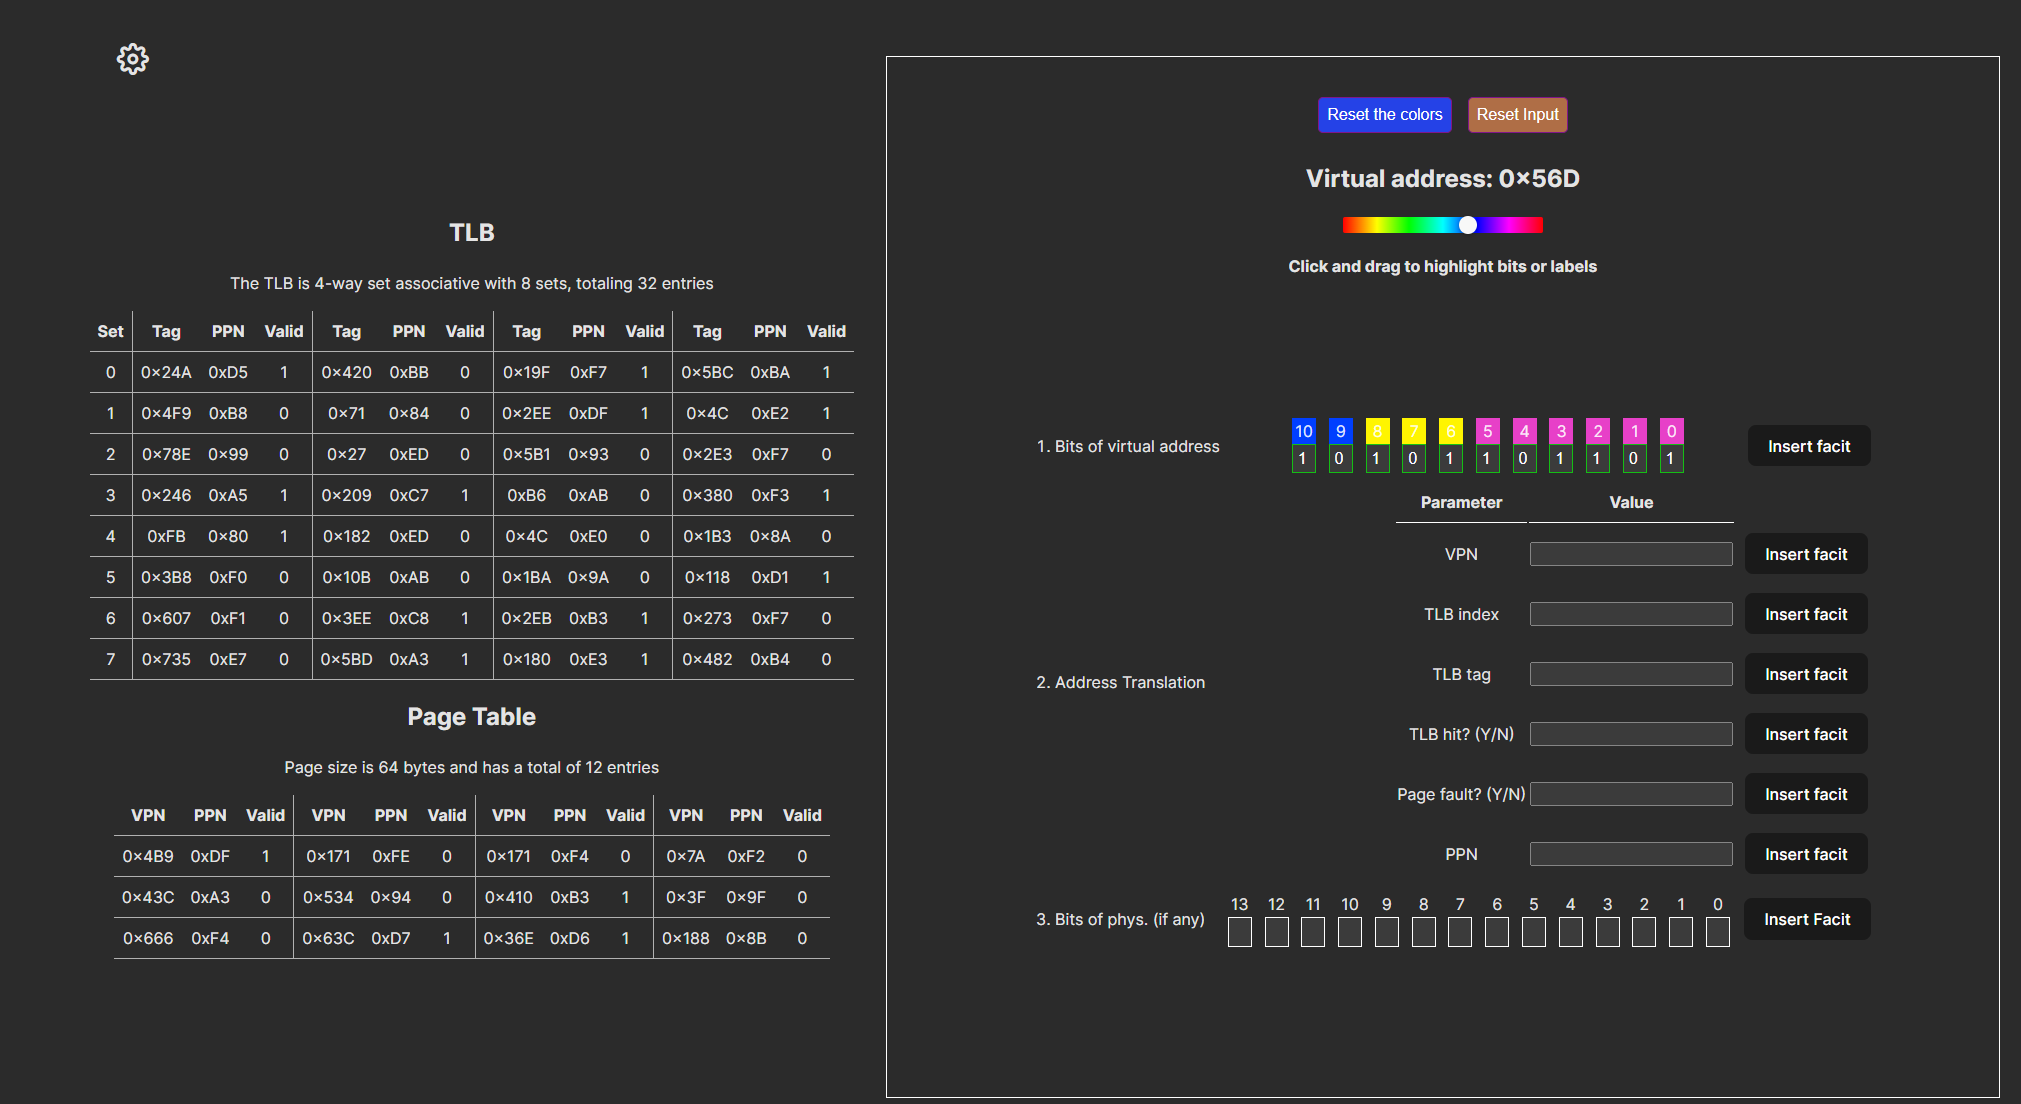 TLB
The TLB is 4-way set associative with 8 sets, totaling 32 entries
Set Tag PPN Valid Tag PPN Valid Tag PPN Valid Tag PPN Valid
0 0×24A 0xD5 1 0×420 0xBB 0 0×19F 0xF7 1 0×5BC 0xBA 1
1 0×4F9 0xB8 0 0×71 0×84 0 0×2EE 0xDF 1 0×4C 0xE2 1
2 0×78E 0×99 0 0×27 0xED 0 0×5B1 0×93 0 0×2E3 0xF7 0
3 0×246 0xA5 1 0×209 0xC7 1 0xB6 0xAB 0 0×380 0xF3 1
4 0xFB 0×80 1 0×182 0xED 0 0×4C 0xE0 0 0×1B3 0×8A 0
5 0×3B8 0xF0 0 0×10B 0xAB 0 0×1BA 0×9A 0 0×118 0xD1 1
6 0×607 0xF1 0 0×3EE 0xC8 1 0×2EB 0xB3 1 0×273 0xF7 0
7 0×735 0xE7 0 0×5BD 0xA3 1 0×180 0xE3 1 0×482 0xB4 0
Page Table
Page size is 64 bytes and has a total of 12 entries
VPN PPN Valid VPN PPN Valid VPN PPN Valid VPN PPN Valid
0×4B9 0xDF 1 0×171 0xFE 0 0×171 0xF4 0 0×7A 0xF2 0
0×43C 0xA3 0 0×534 0×94 0 0×410 0xB3 1 0×3F 0×9F 0
0×666 0xF4 0 0×63C 0xD7 1 0×36E 0xD6 1 0×188 0×8B 0
Reset the colors Reset Input
Virtual address: 0×56D
Click and drag to highlight bits or labels
10 9 8 7 6 5 4 3 2 1 0
1. Bits of virtual address Insert facit
1 0 1 0 1 1 0 1 1 0 1
Parameter Value
VPN Insert facit
TLB index Insert facit
TLB tag Insert facit
2. Address Translation
TLB hit? (Y/N) Insert facit
Page fault? (Y/N) Insert facit
PPN Insert facit
13 12 11 10 9 8 7 6 5 4 3 2 1 0
3. Bits of phys. (if any) Insert Facit